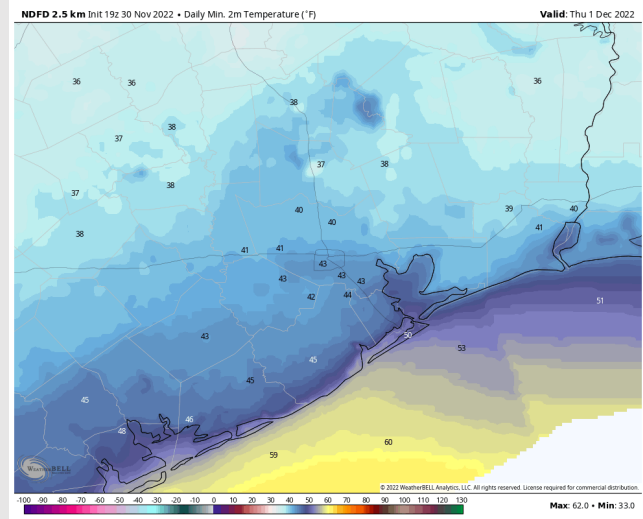 NDFD 2.5 km Init 19z 30 Nov 2022 • Daily Min. 2m Temperature (°F)
Valid: Thu 1 Dec 2022
36 36 36
38
38
37
37 38
38
37
40 39 40
40 41
38
41 41
43
43 43 43
42 44
51
43 50
53
45
45
45
46
48
60
59
WeatherBELL
© 2022 WeatherBELL Analytics, LLC. All rights reserved. License required for commercial distribution.
-100 -90 -80 -70 -60 -50 -40 -30 -20 -10 0 10 20 30 40 50 60 70 80 90 100 110 120 130
Max: 62.0 • Min: 33.0